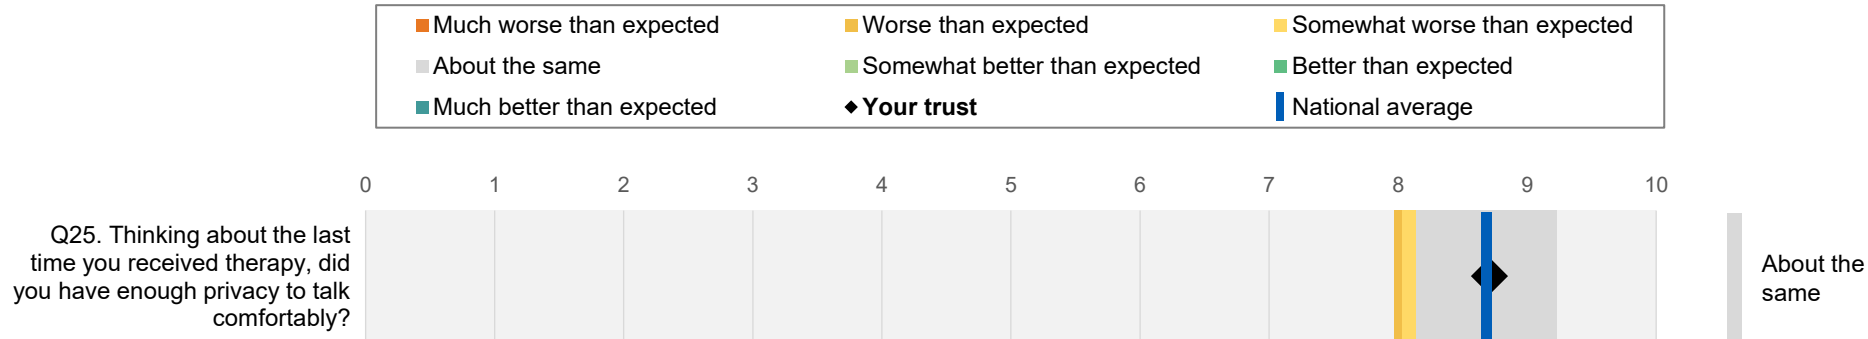 Much worse than expected
Worse than expected
Somewhat worse than expected
About the same
Somewhat better than expected
Better than expected
Much better than expected
Your trust
National average
0 1 2 3 4 5 6 7 8 9 10
Q25. Thinking about the last
time you received therapy, did
you have enough privacy to talk
comfortably?
About the
same